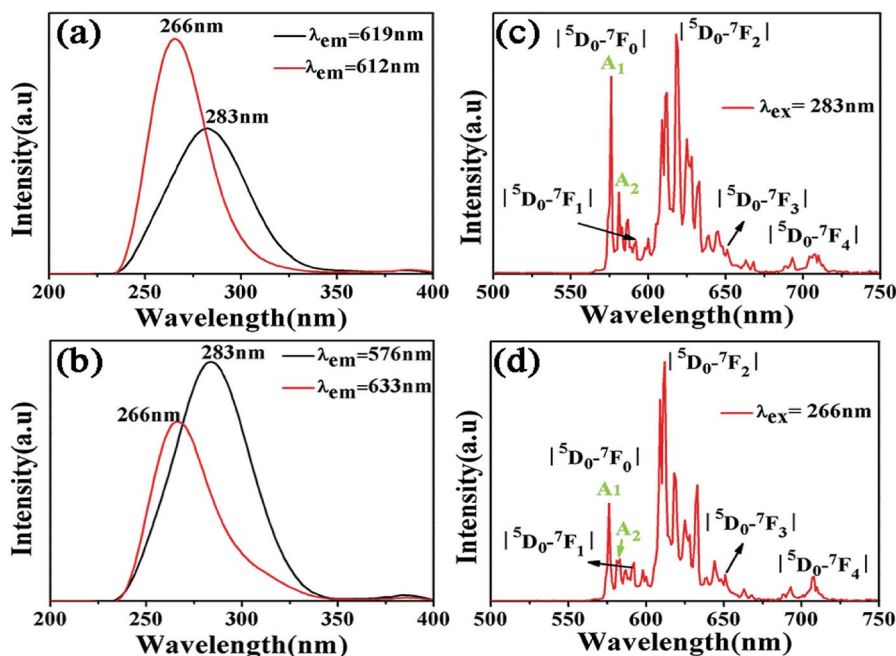 (a)
266nm
λem=619nm
λem=612nm
283nm
Intensity(a.u)
200 250 300 350 400
Wavelength(nm)
(c)
|⁵D₀-⁷F₀|
|⁵D₀-⁷F₂|
A₁
λex= 283nm
A₂
|⁵D₀-⁷F₁|
|⁵D₀-⁷F₃|
|⁵D₀-⁷F₄|
Intensity(a.u)
500 550 600 650 700 750
Wavelength(nm)
(b)
283nm
λem=576nm
λem=633nm
266nm
Intensity(a.u)
200 250 300 350 400
Wavelength(nm)
(d)
|⁵D₀-⁷F₂|
λex= 266nm
|⁵D₀-⁷F₀|
A₁
A₂
|⁵D₀-⁷F₁|
|⁵D₀-⁷F₃|
|⁵D₀-⁷F₄|
Intensity(a.u)
500 550 600 650 700 750
Wavelength(nm)